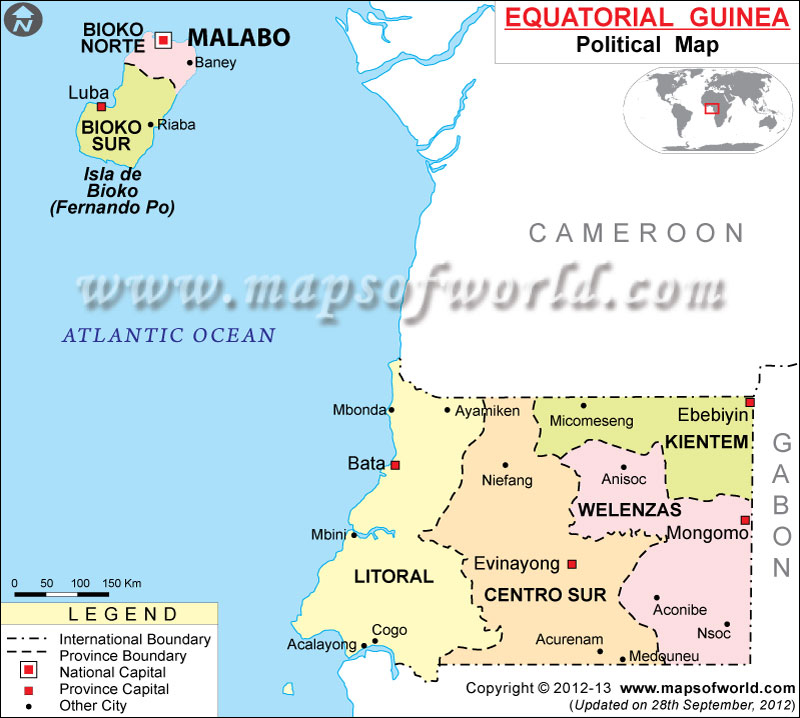 N
EQUATORIAL GUINEA
Political Map
BIOKO
NORTE
MALABO
Baney
Luba
BIOKO
SUR
Riaba
Isla de
Bioko
(Fernando Po)
CAMEROON
www.mapsofworld.com
ATLANTIC OCEAN
Mbonda
Ayamiken
Micomeseng
Ebebiyin
KIENTEM
GABON
Bata
Niefang
Anisoc
WELENZAS
Mongomo
Mbini
Evinayong
LITORAL
CENTRO SUR
Aconibe
Nsoc
Cogo
Acalayong
Acurenam
Medouneu
0 50 100 150 Km
LEGEND
International Boundary
Province Boundary
National Capital
Province Capital
Other City
Copyright © 2012-13 www.mapsofworld.com
(Updated on 28th September, 2012)